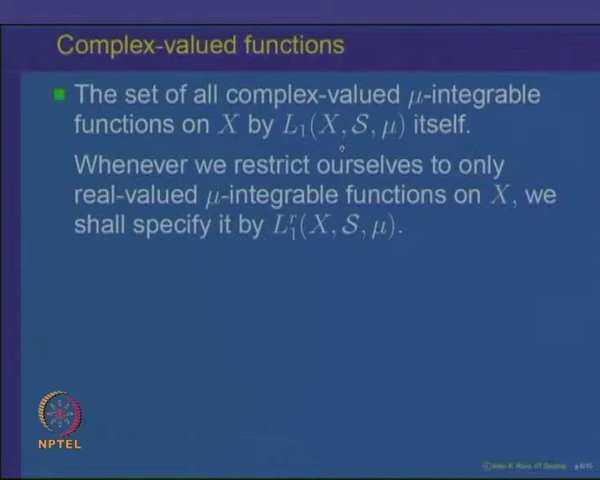 Complex-valued functions
The set of all complex-valued μ-integrable
functions on X by L₁(X, S, μ) itself.
Whenever we restrict ourselves to only
real-valued μ-integrable functions on X, we
shall specify it by L₁ʳ(X, S, μ).
NPTEL